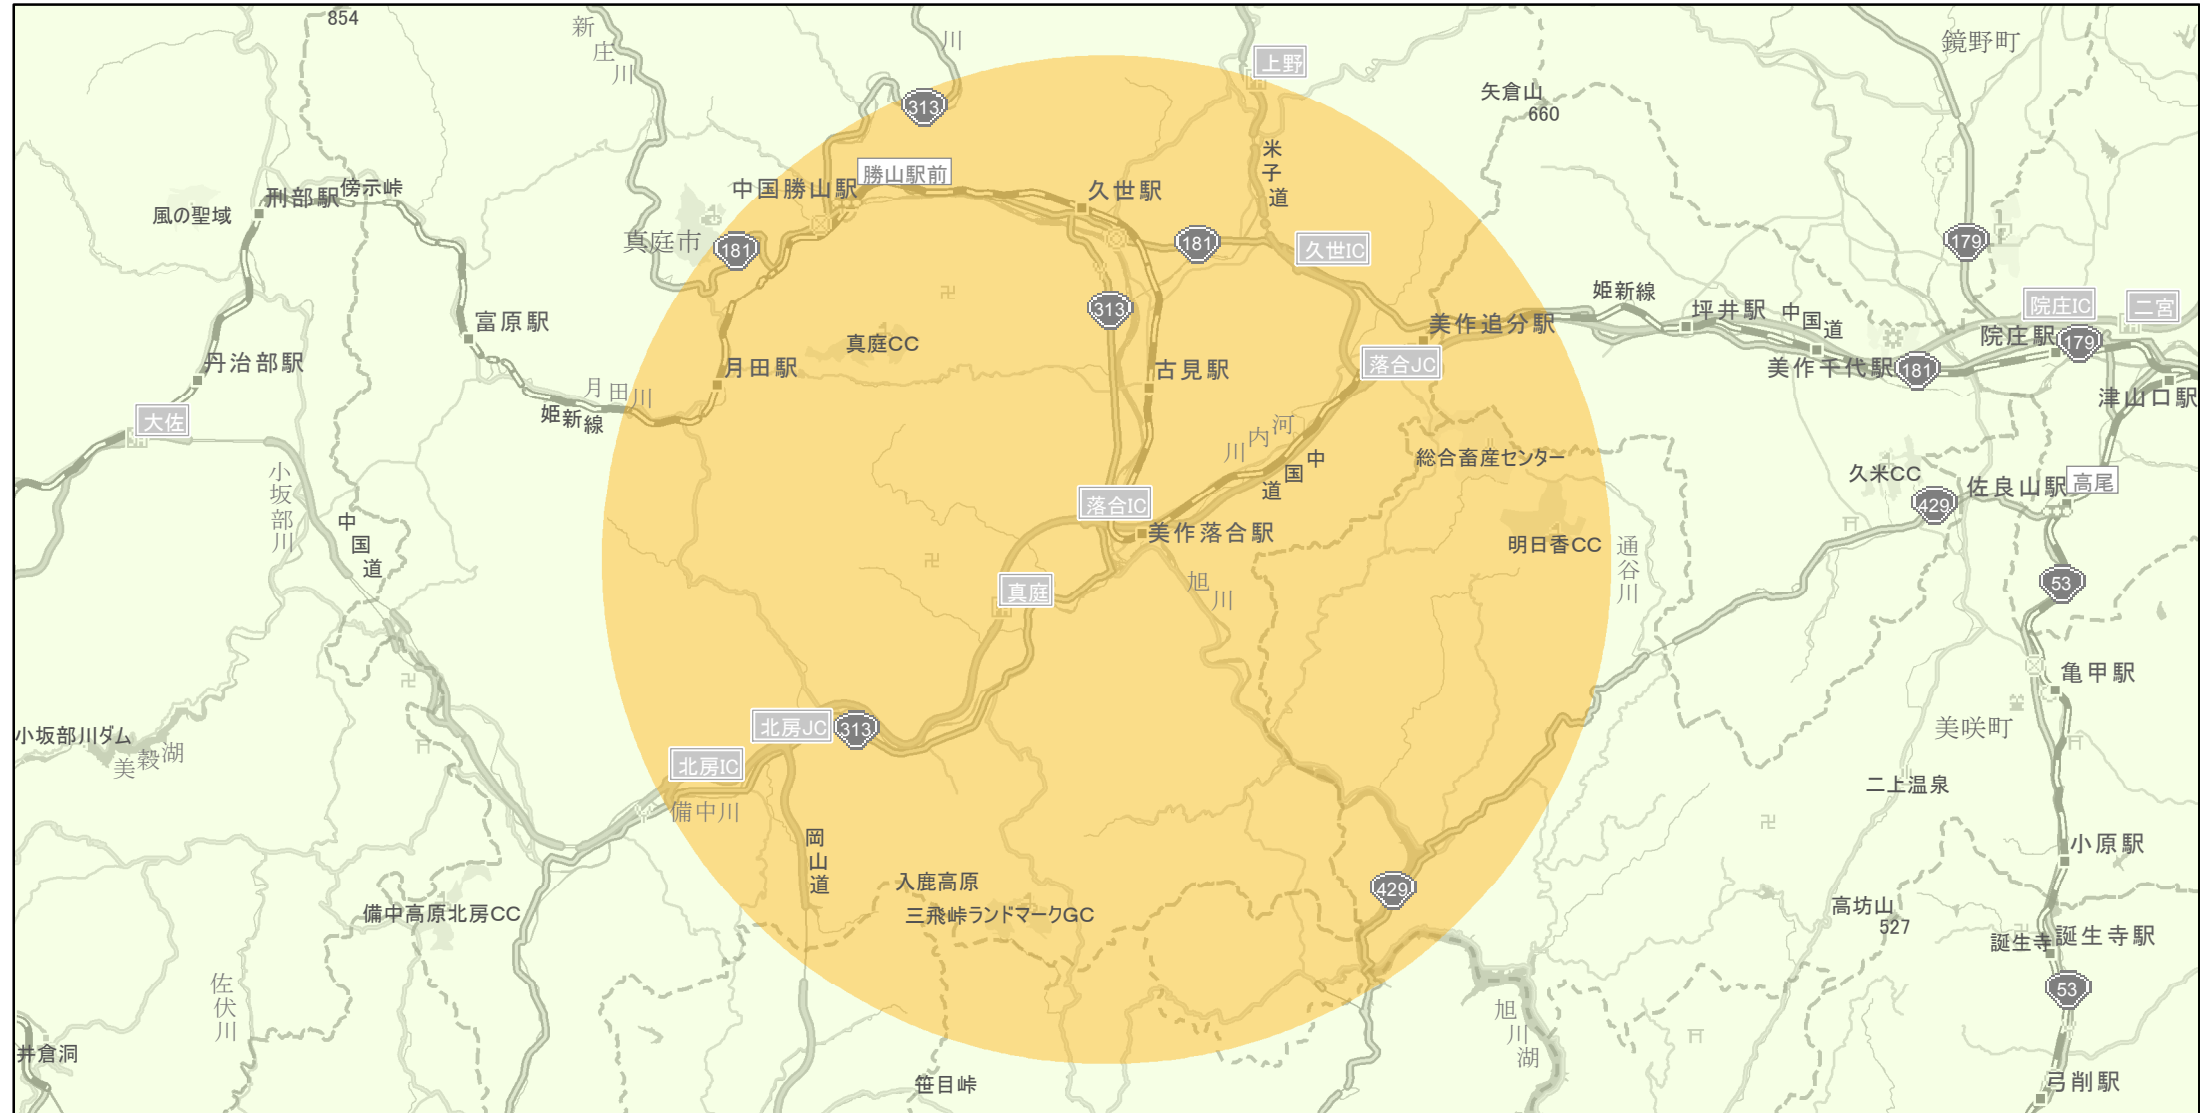 854
新庄川
川
上野
鏡野町
矢倉山
660
313
米子道
勝山駅前
中国勝山駅
久世駅
刑部駅
傍示峠
風の聖域
真庭市
181
181
久世IC
179
姫新線
院庄IC
二宮
313
坪井駅
中国道
富原駅
美作追分駅
院庄駅
179
真庭CC
丹治部駅
月田駅
古見駅
落合JC
美作千代駅
181
津山口駅
月田川
姫新線
大佐
河内川
中国道
総合畜産センター
久米CC
小坂部川
佐良山駅
高尾
429
落合IC
美作落合駅
明日香CC
中国道
通谷川
旭川
真庭
53
亀甲駅
北房JC
313
美咲町
小坂部川ダム
美穀湖
北房IC
二上温泉
備中川
岡山道
小原駅
入鹿高原
429
備中高原北房CC
三飛峠ランドマークGC
高坊山
527
誕生寺
誕生寺駅
佐伏川
53
旭川湖
井倉洞
笹目峠
弓削駅